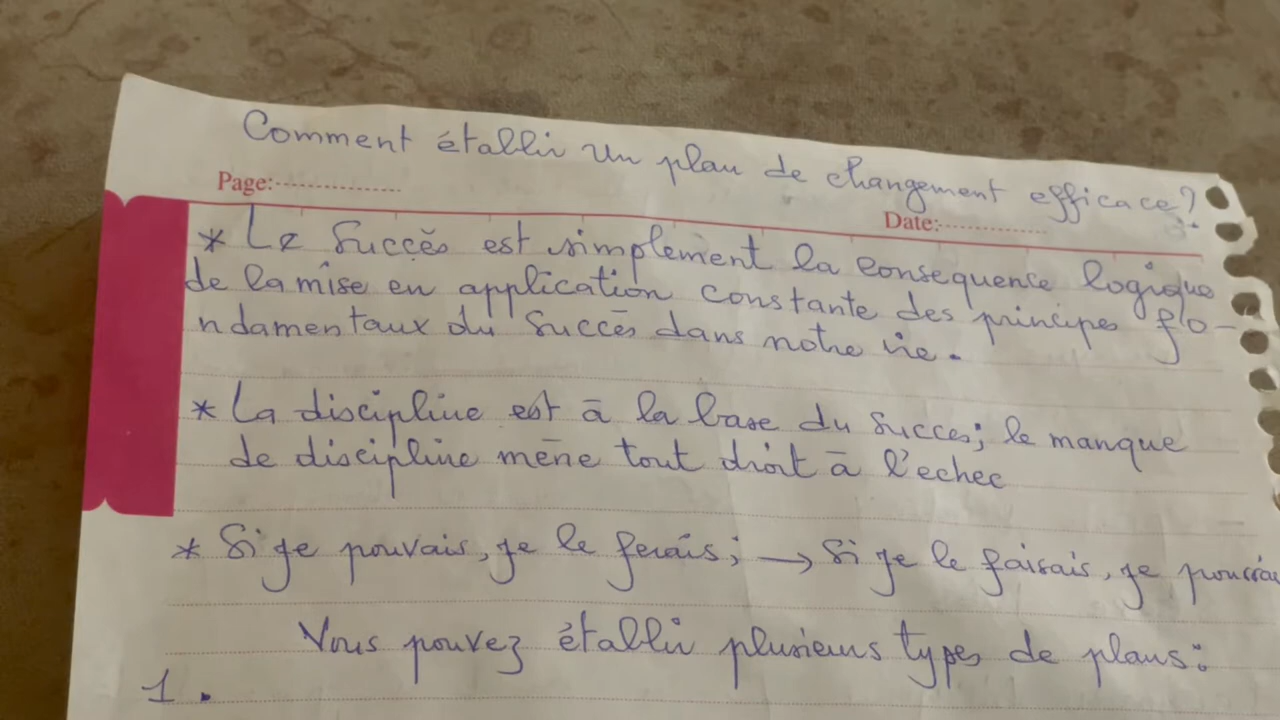 Comment établir un plan de changement efficace?
Page:
Date:
* Le Succès est simplement la consequence logique
de la mise en application constante des principes fo-
ndamentaux du Succès dans notre vie.
* La discipline est à la base du Succes; le manque
de discipline mène tout droit à l'echec
* Si je pouvais, je le ferais; → Si je le faisais, je pourrai
Vous pouvez établir plusieurs types de plans:
1.